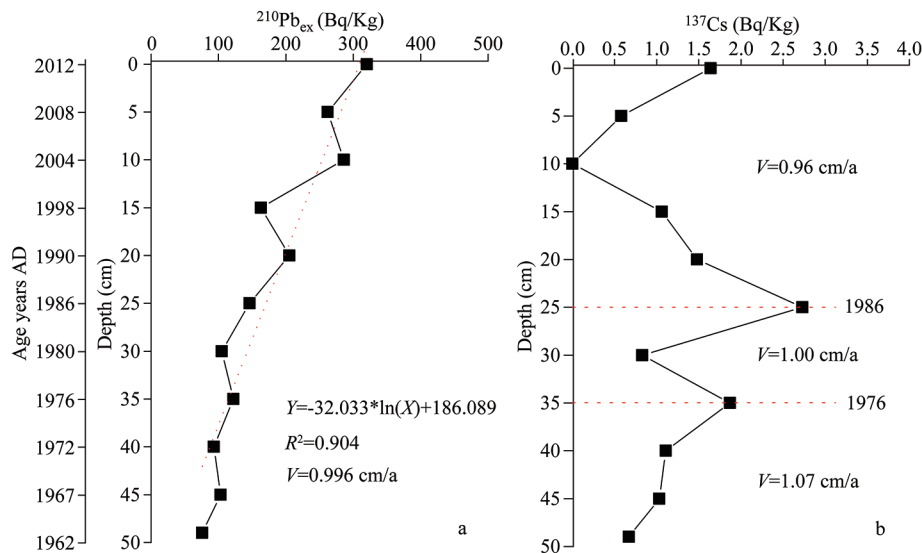 ²¹⁰Pbₑₓ (Bq/Kg)
0 100 200 300 400 500
Age years AD
2012
2008
2004
1998
1990
1986
1980
1976
1972
1967
1962
Depth (cm)
0
5
10
15
20
25
30
35
40
45
50
Y=-32.033*ln(X)+186.089
R²=0.904
V=0.996 cm/a
a
¹³⁷Cs (Bq/Kg)
0.0 0.5 1.0 1.5 2.0 2.5 3.0 3.5 4.0
Depth (cm)
0
5
10
15
20
25
30
35
40
45
50
V=0.96 cm/a
1986
V=1.00 cm/a
1976
V=1.07 cm/a
b